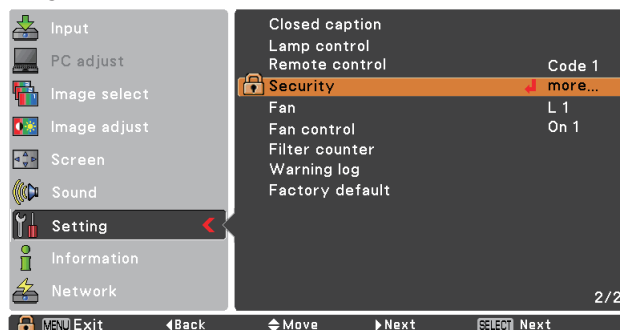 Input
PC adjust
Image select
Image adjust
Screen
Sound
Setting
Information
Network
Closed caption
Lamp control
Remote control Code 1
Security more...
Fan L 1
Fan control On 1
Filter counter
Warning log
Factory default
2/2
MENU Exit Back Move Next SELECT Next